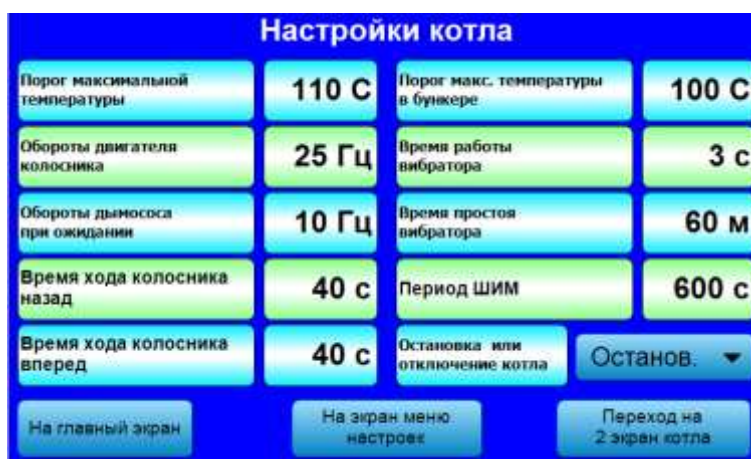 Настройки котла
Порог максимальной
температуры
110 С
Порог макс. температуры
в бункере
100 С
Обороты двигателя
колосника
25 Гц
Время работы
вибратора
3 с
Обороты дымососа
при ожидании
10 Гц
Время простоя
вибратора
60 м
Время хода колосника
назад
40 с
Период ШИМ
600 с
Время хода колосника
вперед
40 с
Остановка или
отключение котла
Останов.
На главный экран
На экран меню
настроек
Переход на
2 экран котла